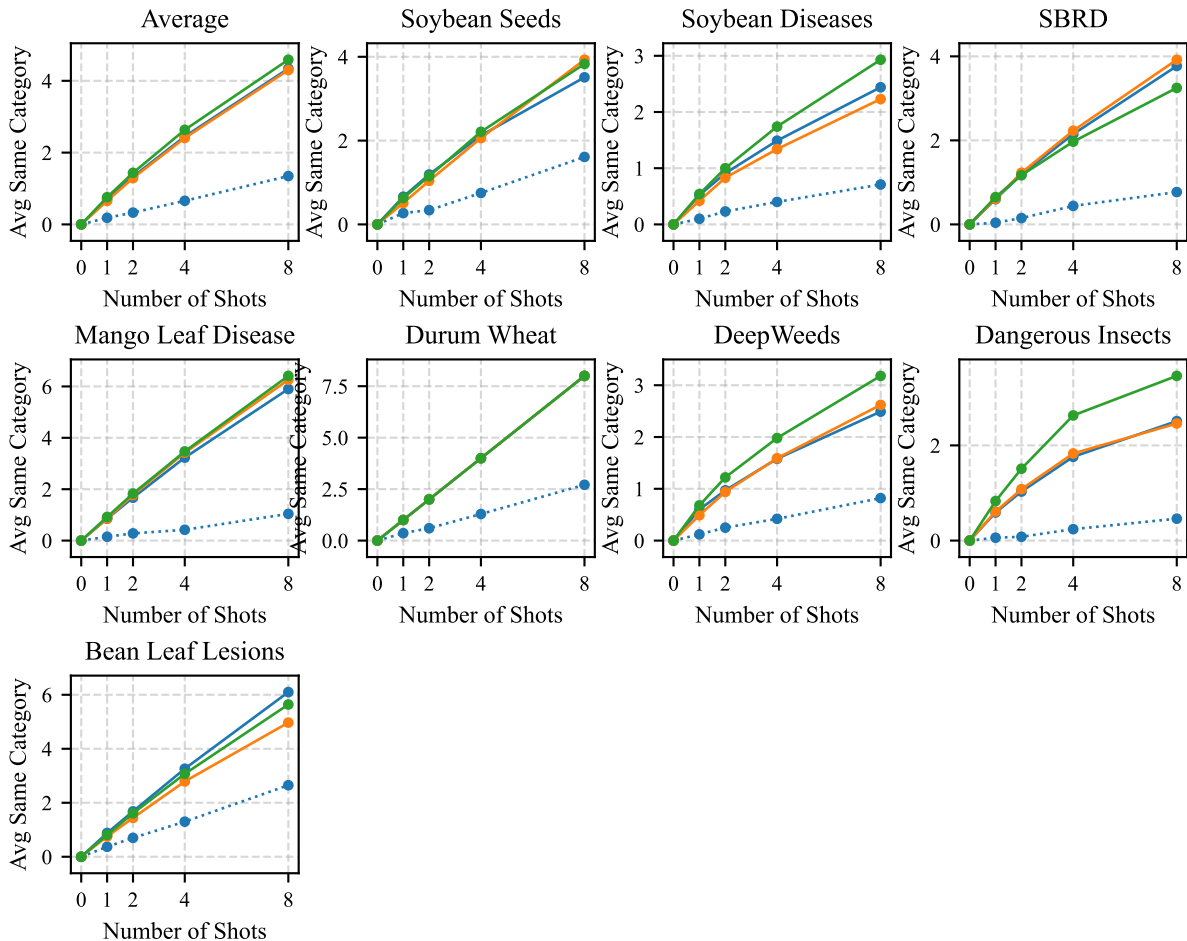 Average
Avg Same Category
4
2
0
0 1 2 4 8
Number of Shots
Soybean Seeds
Avg Same Category
4
2
0
0 1 2 4 8
Number of Shots
Soybean Diseases
Avg Same Category
3
2
1
0
0 1 2 4 8
Number of Shots
SBRD
Avg Same Category
4
2
0
0 1 2 4 8
Number of Shots
Mango Leaf Disease
Avg Same Category
6
4
2
0
0 1 2 4 8
Number of Shots
Durum Wheat
Avg Same Category
7.5
5.0
2.5
0.0
0 1 2 4 8
Number of Shots
DeepWeeds
Avg Same Category
3
2
1
0
0 1 2 4 8
Number of Shots
Dangerous Insects
Avg Same Category
2
0
0 1 2 4 8
Number of Shots
Bean Leaf Lesions
Avg Same Category
6
4
2
0
0 1 2 4 8
Number of Shots